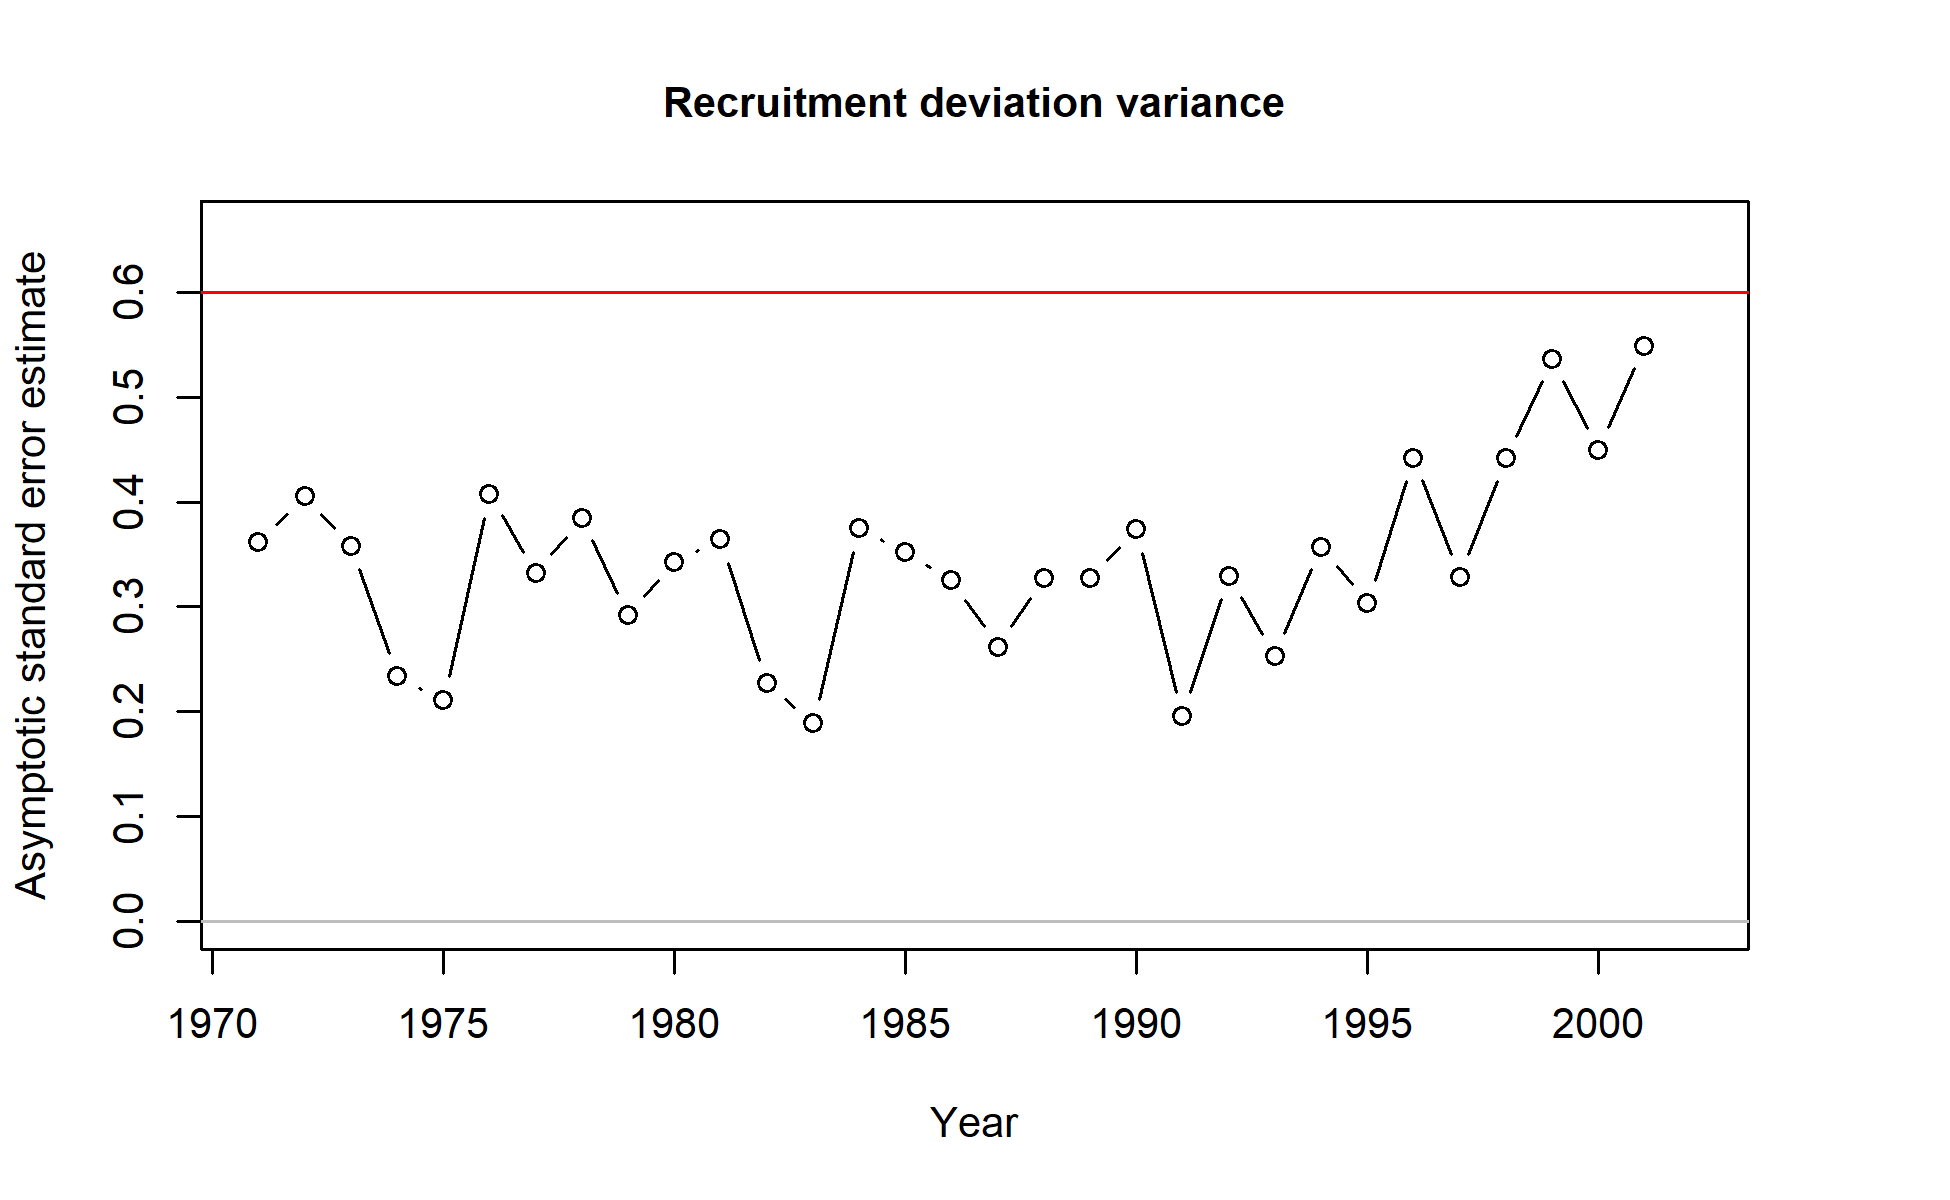 Recruitment deviation variance
Asymptotic standard error estimate
0.6
0.5
0.4
0.3
0.2
0.1
0.0
1970 1975 1980 1985 1990 1995 2000
Year